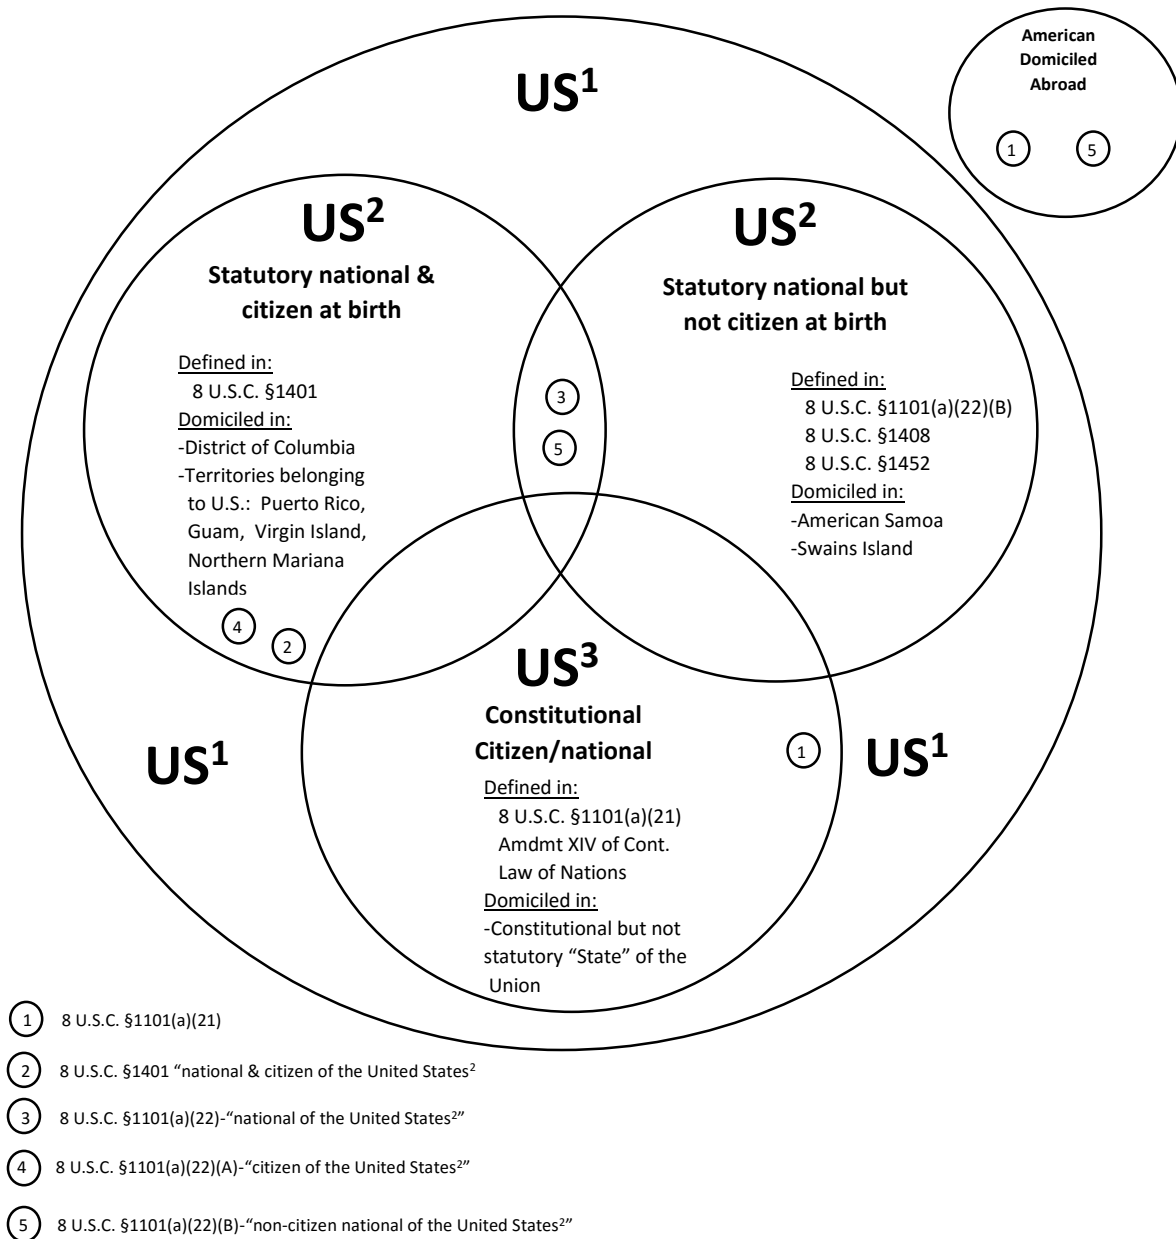 US¹
American
Domiciled
Abroad
1 5
US²
Statutory national &
citizen at birth
Defined in:
8 U.S.C. §1401
Domiciled in:
-District of Columbia
-Territories belonging
to U.S.: Puerto Rico,
Guam, Virgin Island,
Northern Mariana
Islands
4
2
3
5
US²
Statutory national but
not citizen at birth
Defined in:
8 U.S.C. §1101(a)(22)(B)
8 U.S.C. §1408
8 U.S.C. §1452
Domiciled in:
-American Samoa
-Swains Island
US¹
US³
Constitutional
Citizen/national
Defined in:
8 U.S.C. §1101(a)(21)
Amdmt XIV of Cont.
Law of Nations
Domiciled in:
-Constitutional but not
statutory “State” of the
Union
1
US¹
1 8 U.S.C. §1101(a)(21)
2 8 U.S.C. §1401 “national & citizen of the United States²
3 8 U.S.C. §1101(a)(22)-“national of the United States²”
4 8 U.S.C. §1101(a)(22)(A)-“citizen of the United States²”
5 8 U.S.C. §1101(a)(22)(B)-“non-citizen national of the United States²”